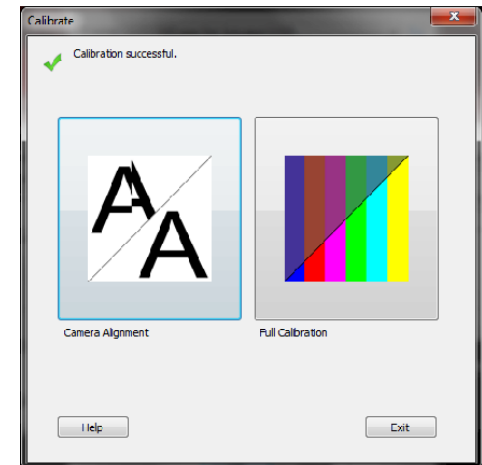 Calibrate
Calibration successful.
A
A
Camera Alignment
Full Calibration
Help
Exit